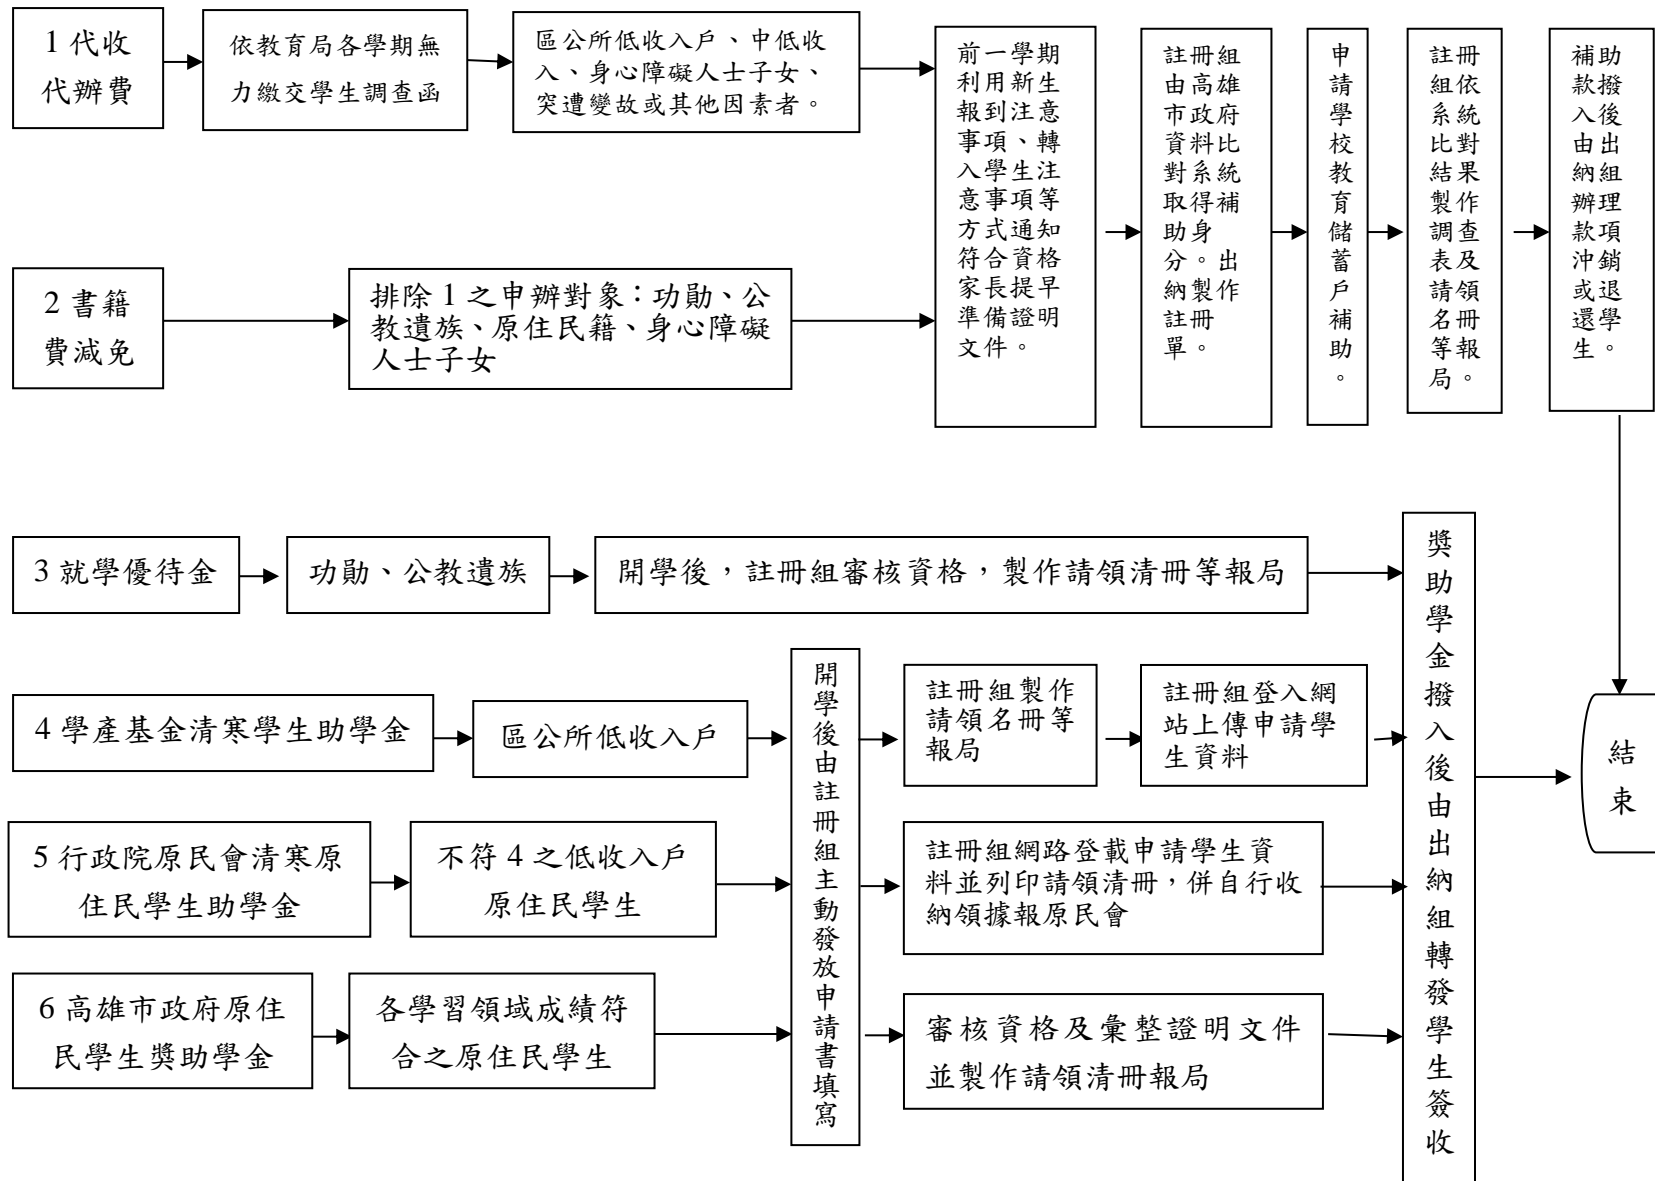 1 代收
代辦費
依教育局各學期無
力繳交學生調查函
區公所低收入戶、中低收
入、身心障礙人士子女、
突遭變故或其他因素者。
前一學期
利用新生
報到注意
事項、轉
入學生注
意事項等
方式通知
符合資格
家長提早
準備證明
文件。
註冊組
由高雄
市政府
資料比
對系統
取得補
助身
分。出
納製作
註冊
單。
申請學校教育儲蓄戶補助。
註冊
組依
系統
比對
結果
製作
調查
表及
請領
名冊
等報
局。
補助
款撥
入後
由出
納組
辦理
款項
沖銷
或退
還學
生。
2 書籍
費減免
排除 1 之申辦對象：功勛、公
教遺族、原住民籍、身心障礙
人士子女
3 就學優待金
功勛、公教遺族
開學後，註冊組審核資格，製作請領清冊等報局
4 學產基金清寒學生助學金
區公所低收入戶
開學後由註冊組主動發放申請書填寫
註冊組製作
請領名冊等
報局
註冊組登入網
站上傳申請學
生資料
5 行政院原民會清寒原
住民學生助學金
不符 4 之低收入戶
原住民學生
註冊組網路登載申請學生資
料並列印請領清冊，併自行收
納領據報原民會
6 高雄市政府原住
民學生獎助學金
各學習領域成績符
合之原住民學生
審核資格及彙整證明文件
並製作請領清冊報局
獎助學金撥入後由出納組轉發學生簽收
結
束